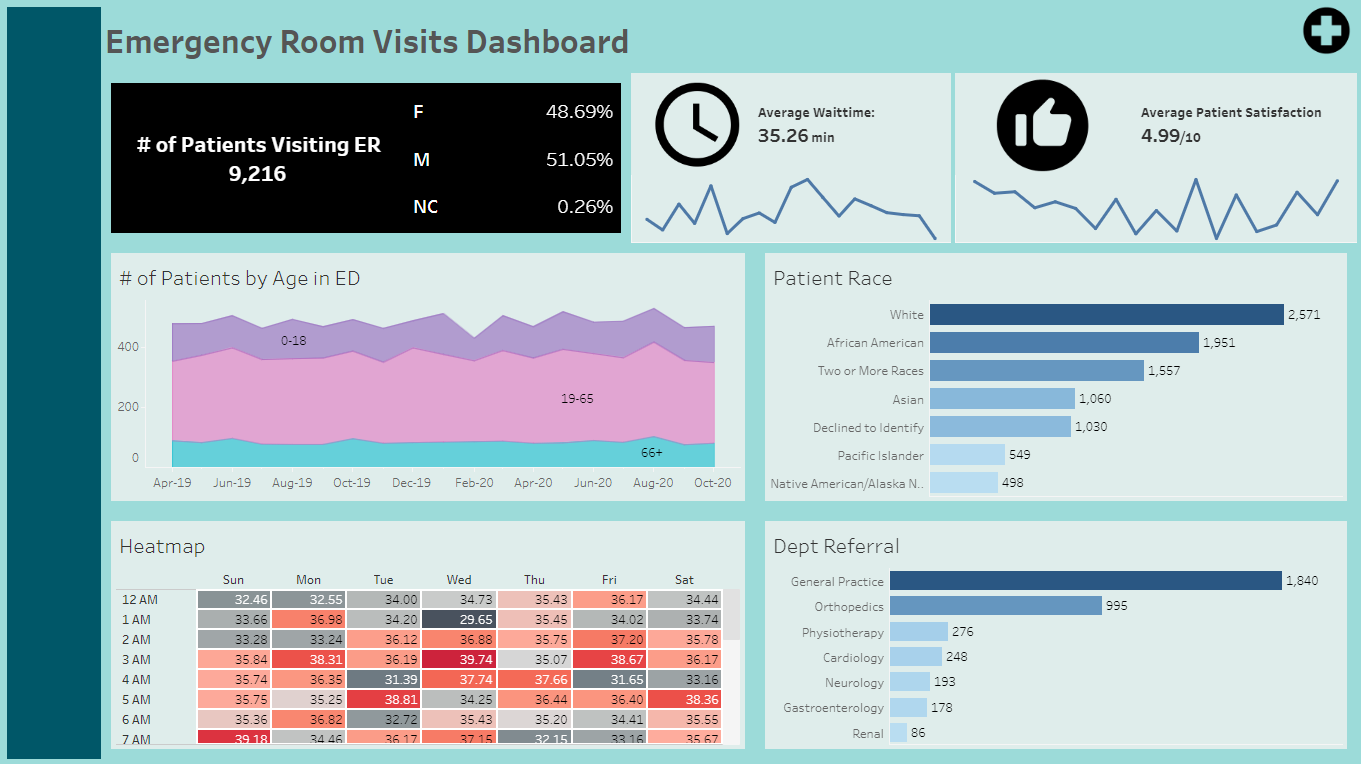 Emergency Room Visits Dashboard
# of Patients Visiting ER
9,216
F 48.69%
M 51.05%
NC 0.26%
Average Waittime:
35.26 min
Average Patient Satisfaction
4.99/10
# of Patients by Age in ED
400
200
0
0-18
19-65
66+
Apr-19 Jun-19 Aug-19 Oct-19 Dec-19 Feb-20 Apr-20 Jun-20 Aug-20 Oct-20
Patient Race
White 2,571
African American 1,951
Two or More Races 1,557
Asian 1,060
Declined to Identify 1,030
Pacific Islander 549
Native American/Alaska N.. 498
Heatmap
Sun Mon Tue Wed Thu Fri Sat
12 AM 32.46 32.55 34.00 34.73 35.43 36.17 34.44
1 AM 33.66 36.98 34.20 29.65 35.45 34.02 33.74
2 AM 33.28 33.24 36.12 36.88 35.75 37.20 35.78
3 AM 35.84 38.31 36.19 39.74 35.07 38.67 36.17
4 AM 35.74 36.35 31.39 37.74 37.66 31.65 33.16
5 AM 35.75 35.25 38.81 34.25 36.44 36.40 38.36
6 AM 35.36 36.82 32.72 35.43 35.20 34.41 35.55
7 AM 39.18 34.46 36.17 37.15 32.15 33.16 35.67
Dept Referral
General Practice 1,840
Orthopedics 995
Physiotherapy 276
Cardiology 248
Neurology 193
Gastroenterology 178
Renal 86